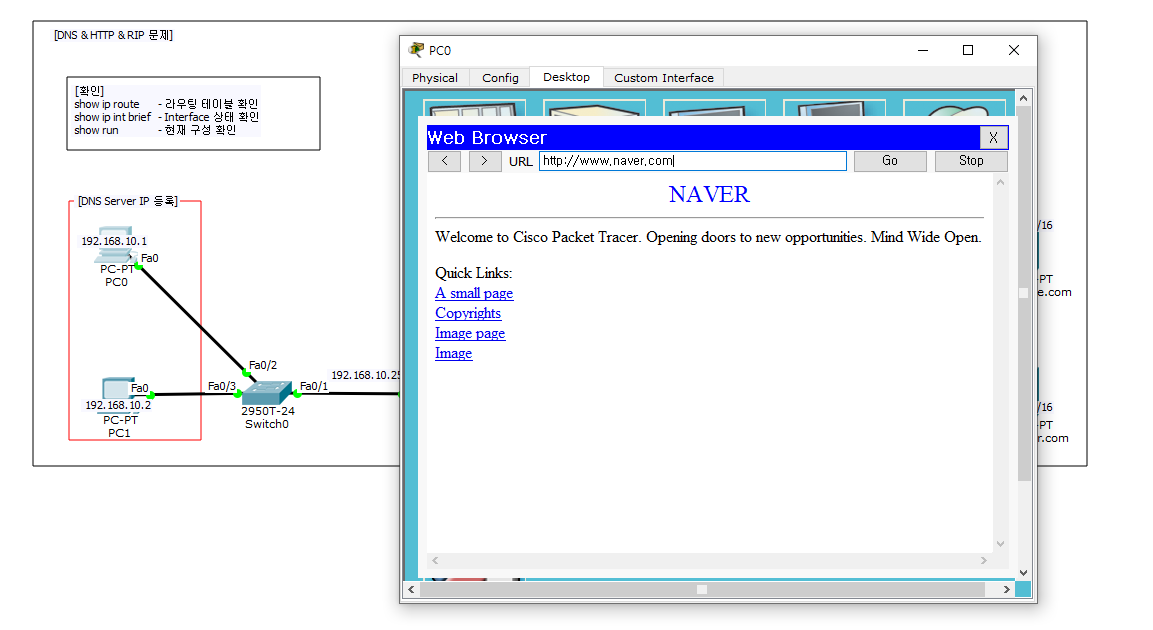 [DNS & HTTP & RIP 문제]
[확인]
show ip route - 라우팅 테이블 확인
show ip int brief - Interface 상태 확인
show run - 현재 구성 확인
[DNS Server IP 등록]
192.168.10.1
Fa0
PC-PT
PC0
Fa0
192.168.10.2
PC-PT
PC1
Fa0/2
Fa0/3
Fa0/1
2950T-24
Switch0
192.168.10.25
PC0
Physical
Config
Desktop
Custom Interface
Web Browser
X
<
>
URL
http://www.naver.com
Go
Stop
NAVER
Welcome to Cisco Packet Tracer. Opening doors to new opportunities. Mind Wide Open.
Quick Links:
A small page
Copyrights
Image page
Image
/16
-PT
e.com
/16
-PT
r.com